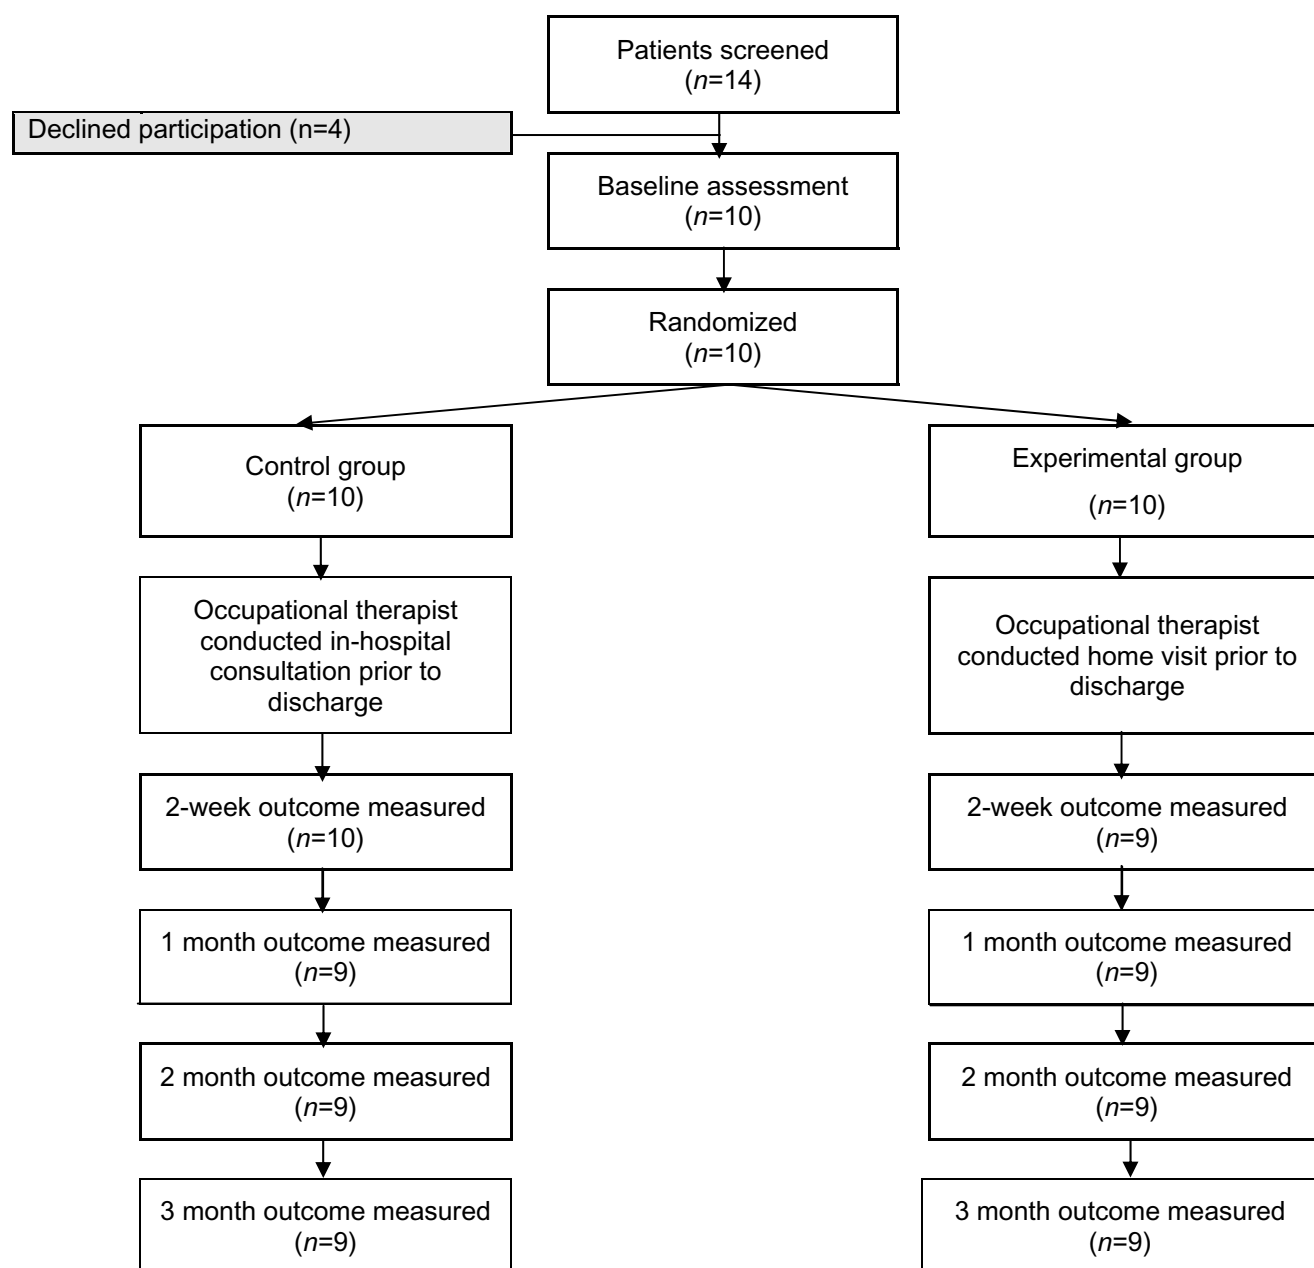 Patients screened
(n=14)
Declined participation (n=4)
Baseline assessment
(n=10)
Randomized
(n=10)
Control group
(n=10)
Experimental group
(n=10)
Occupational therapist
conducted in-hospital
consultation prior to
discharge
Occupational therapist
conducted home visit prior to
discharge
2-week outcome measured
(n=10)
2-week outcome measured
(n=9)
1 month outcome measured
(n=9)
1 month outcome measured
(n=9)
2 month outcome measured
(n=9)
2 month outcome measured
(n=9)
3 month outcome measured
(n=9)
3 month outcome measured
(n=9)